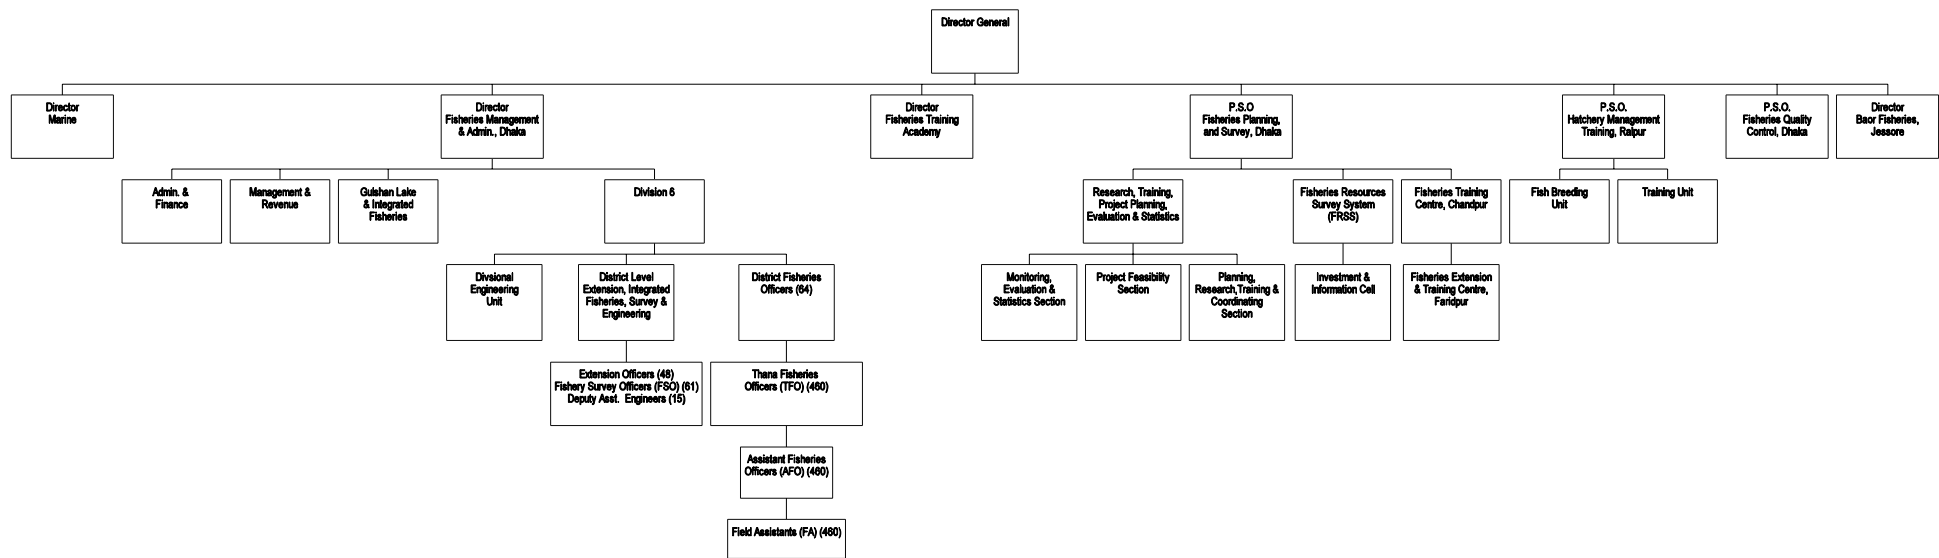 Director General
Director
Marine
Director
Fisheries Management
& Admin., Dhaka
Director
Fisheries Training
Academy
P.S.O
Fisheries Planning,
and Survey, Dhaka
P.S.O.
Hatchery Management
Training, Raipur
P.S.O.
Fisheries Quality
Control, Dhaka
Director
Baor Fisheries,
Jessore
Admin. &
Finance
Management &
Revenue
Gulshan Lake
& Integrated
Fisheries
Division 6
Research, Training,
Project Planning,
Evaluation & Statistics
Fisheries Resources
Survey System
(FRSS)
Fisheries Training
Centre, Chandpur
Fish Breeding
Unit
Training Unit
Divsional
Engineering
Unit
District Level
Extension, Integrated
Fisheries, Survey &
Engineering
District Fisheries
Officers (64)
Monitoring,
Evaluation &
Statistics Section
Project Feasibility
Section
Planning,
Research,Training &
Coordinating
Section
Investment &
Information Cell
Fisheries Extension
& Training Centre,
Faridpur
Extension Officers (48)
Fishery Survey Officers (FSO) (61)
Deputy Asst. Engineers (15)
Thana Fisheries
Officers (TFO) (460)
Assistant Fisheries
Officers (AFO) (460)
Field Assistants (FA) (460)